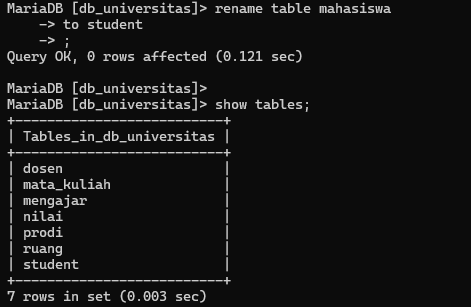 MariaDB [db_universitas]> rename table mahasiswa
    -> to student
    -> ;
Query OK, 0 rows affected (0.121 sec)

MariaDB [db_universitas]>
MariaDB [db_universitas]> show tables;
+--------------------------+
| Tables_in_db_universitas |
+--------------------------+
| dosen                    |
| mata_kuliah              |
| mengajar                 |
| nilai                    |
| prodi                    |
| ruang                    |
| student                  |
+--------------------------+
7 rows in set (0.003 sec)